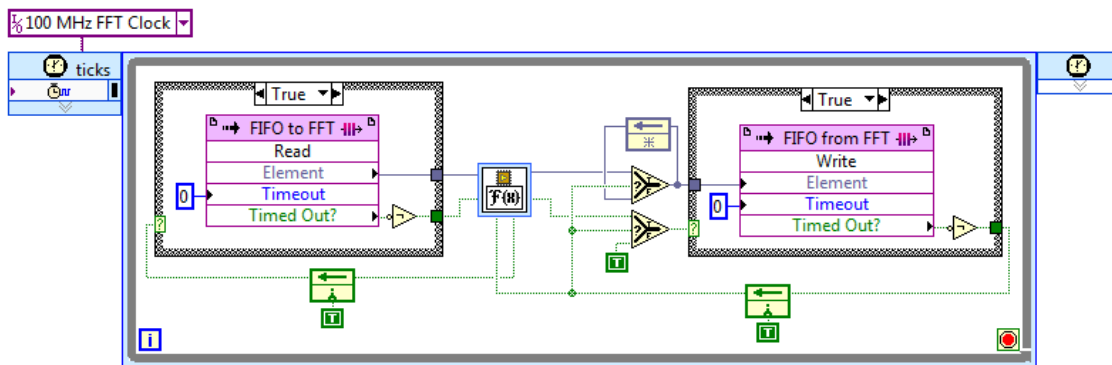 100 MHz FFT Clock
ticks
True
FIFO to FFT
Read
Element
0
Timeout
Timed Out?
?
F(x)
?
T
F
?
T
F
T
True
FIFO from FFT
Write
Element
0
Timeout
Timed Out?
?
T
T
i